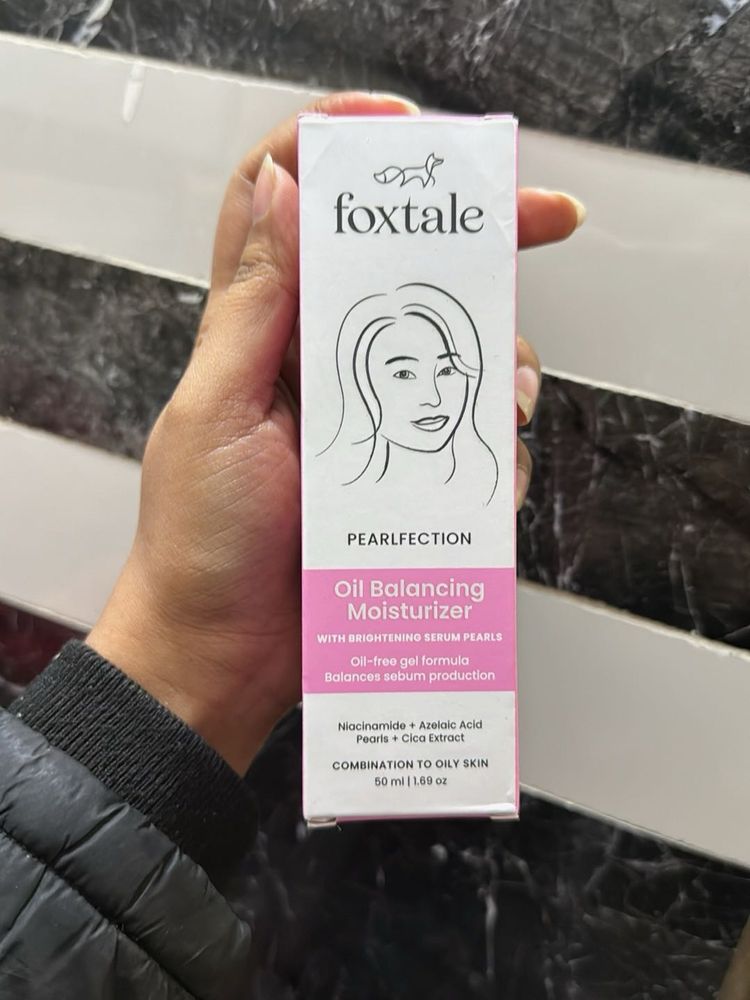 foxtale
PEARLFECTION
Oil Balancing
Moisturizer
WITH BRIGHTENING SERUM PEARLS
Oil-free gel formula
Balances sebum production
Niacinamide + Azelaic Acid
Pearls + Cica Extract
COMBINATION TO OILY SKIN
50 ml | 1.69 oz